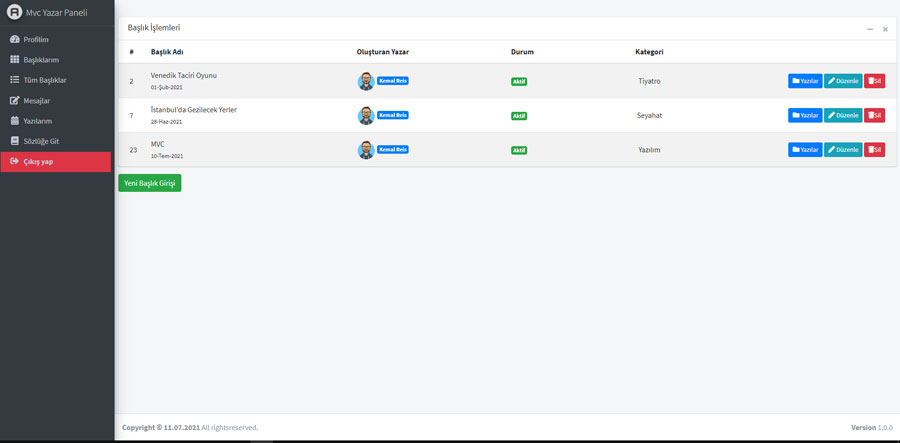 Mvc Yazar Paneli
Profilim
Başlıklarım
Tüm Başlıklar
Mesajlar
Yazılarım
Sözlüğe Git
Çıkış yap
Başlık İşlemleri
# Başlık Adı Oluşturan Yazar Durum Kategori
2 Venedik Taciri Oyunu Kemal Reis Aktif Tiyatro Yazılar Düzenle Sil
01-Şub-2021
7 İstanbul'da Gezilecek Yerler Kemal Reis Aktif Seyahat Yazılar Düzenle Sil
28-Haz-2021
23 MVC Kemal Reis Aktif Yazılım Yazılar Düzenle Sil
10-Tem-2021
Yeni Başlık Girişi
Copyright © 11.07.2021 All rightsreserved. Version 1.0.0